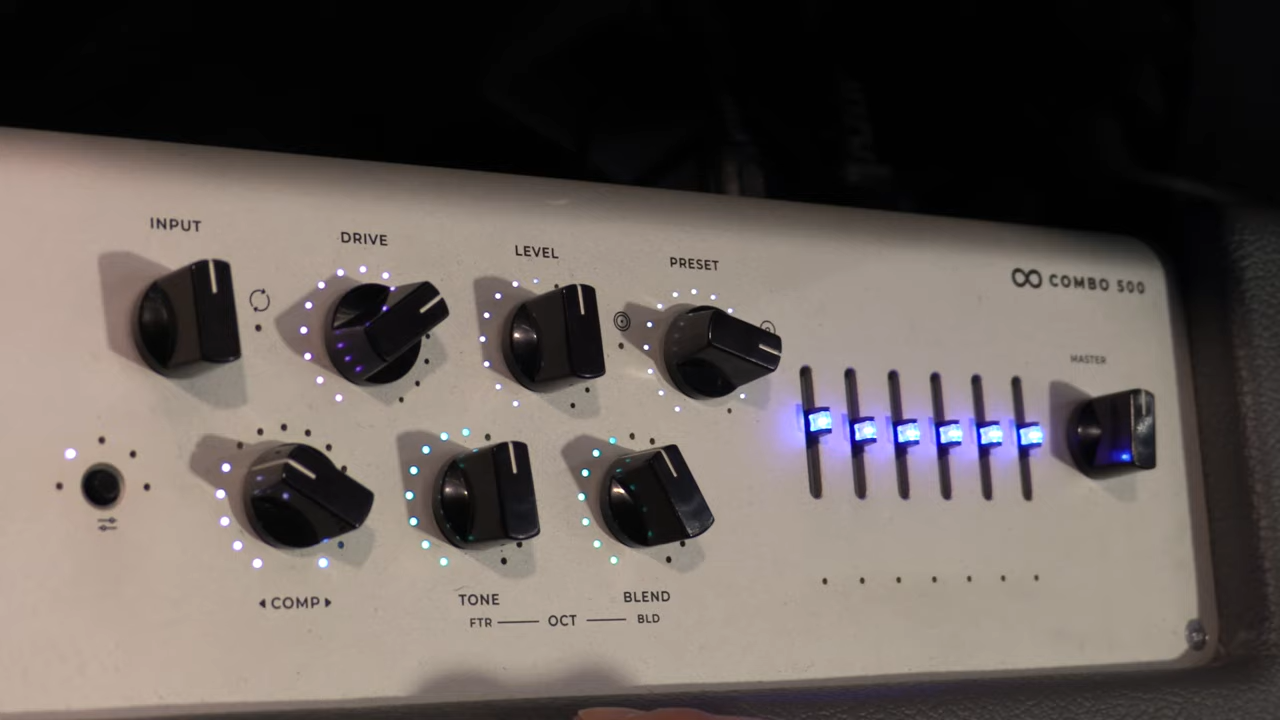 INPUT
DRIVE
LEVEL
PRESET
COMBO 500
MASTER
COMP
TONE
BLEND
FTR
OCT
BLD